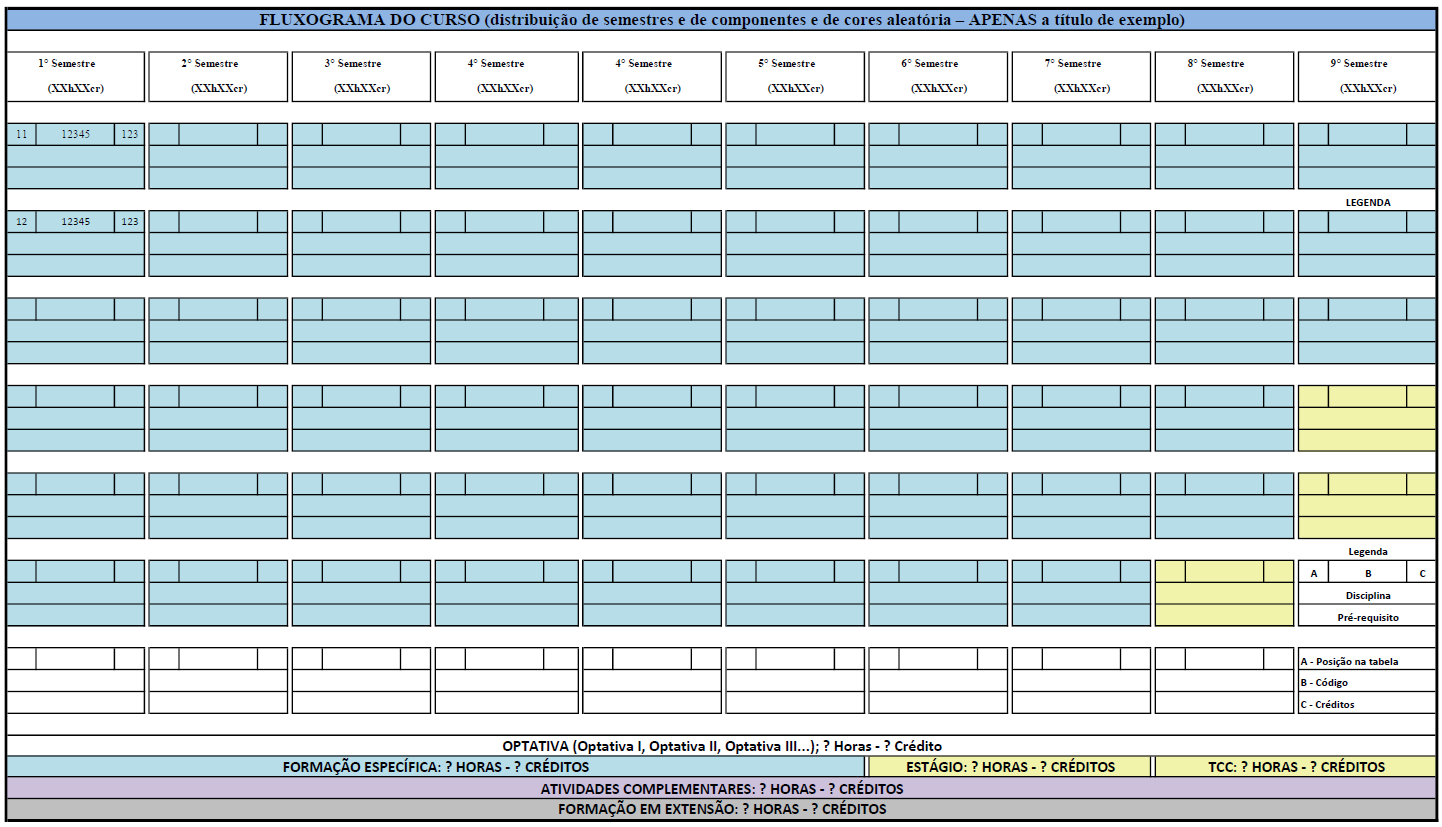 FLUXOGRAMA DO CURSO (distribuição de semestres e de componentes e de cores aleatória – APENAS a título de exemplo)
1° Semestre 2° Semestre 3° Semestre 4° Semestre 4° Semestre 5° Semestre 6° Semestre 7° Semestre 8° Semestre 9° Semestre
(XXhXXcr) (XXhXXcr) (XXhXXcr) (XXhXXcr) (XXhXXcr) (XXhXXcr) (XXhXXcr) (XXhXXcr) (XXhXXcr) (XXhXXcr)
11 12345 123
LEGENDA
12 12345 123
Legenda
A B C
Disciplina
Pré-requisito
A - Posição na tabela
B - Código
C - Créditos
OPTATIVA (Optativa I, Optativa II, Optativa III...); ? Horas - ? Crédito
FORMAÇÃO ESPECÍFICA: ? HORAS - ? CRÉDITOS ESTÁGIO: ? HORAS - ? CRÉDITOS TCC: ? HORAS - ? CRÉDITOS
ATIVIDADES COMPLEMENTARES: ? HORAS - ? CRÉDITOS
FORMAÇÃO EM EXTENSÃO: ? HORAS - ? CRÉDITOS